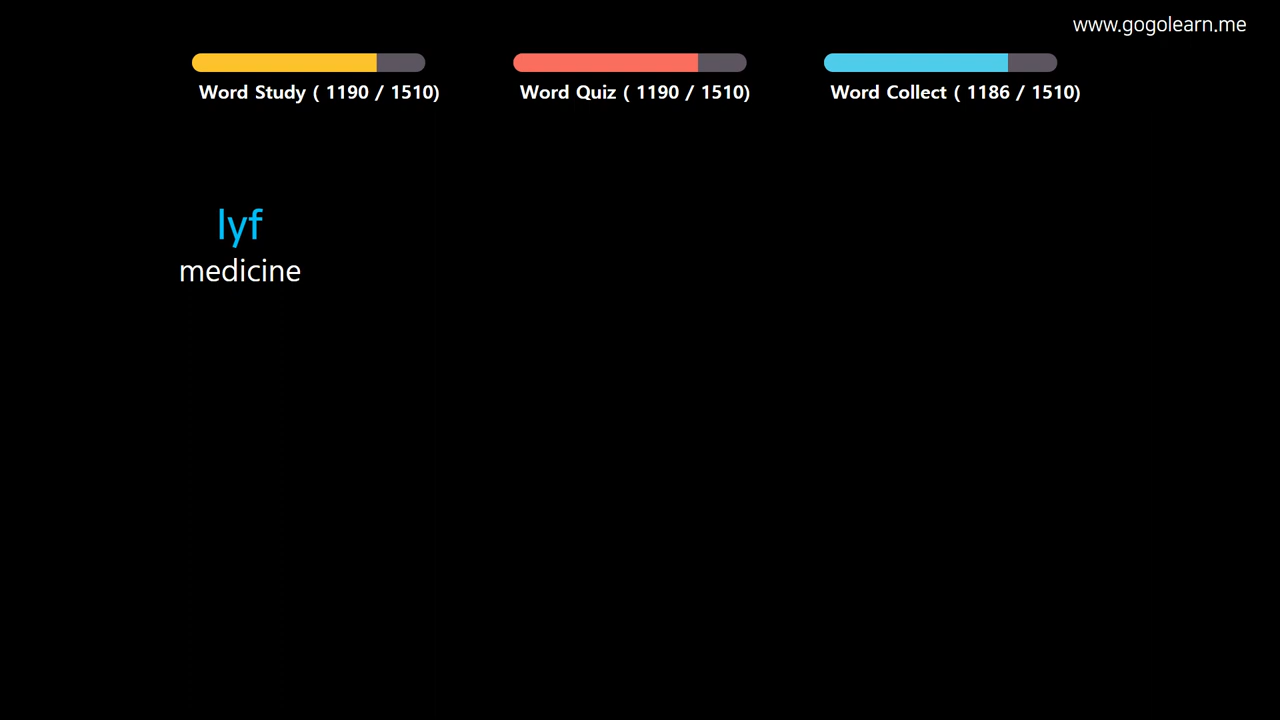 www.gogolearn.me
Word Study ( 1190 / 1510)
Word Quiz ( 1190 / 1510)
Word Collect ( 1186 / 1510)
lyf
medicine